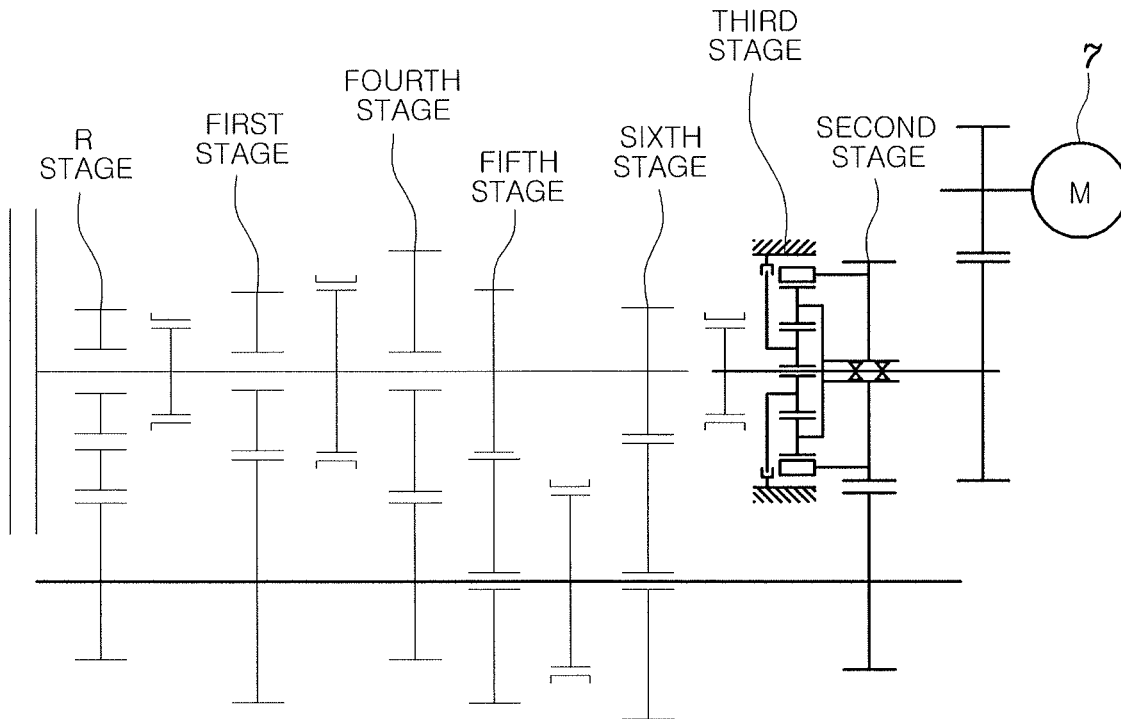 THIRD
STAGE
7
FOURTH
STAGE
FIRST
STAGE
R
STAGE
FIFTH
STAGE
SIXTH
STAGE
SECOND
STAGE
M